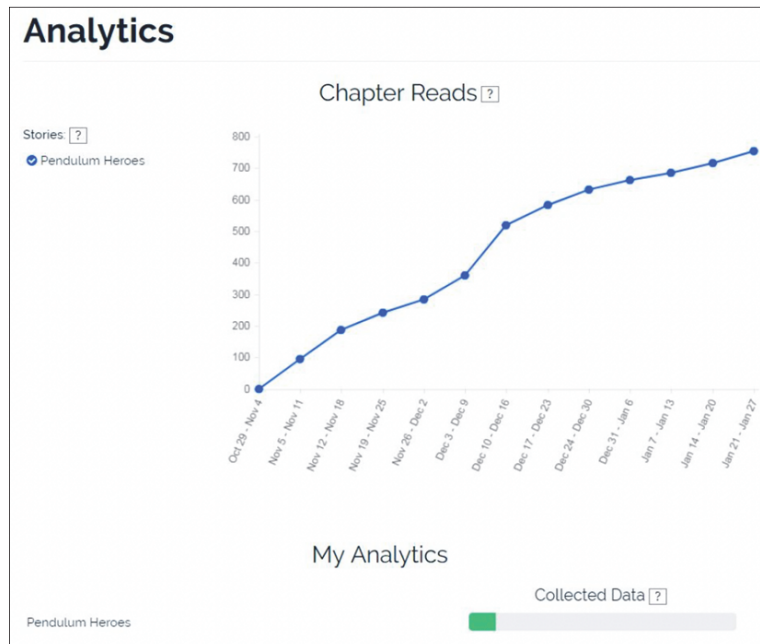 Analytics
Chapter Reads ?
Stories: ?
Pendulum Heroes
800
700
600
500
400
300
200
100
0
Oct 29 - Nov 4
Nov 5 - Nov 11
Nov 12 - Nov 18
Nov 19 - Nov 25
Nov 26 - Dec 2
Dec 3 - Dec 9
Dec 10 - Dec 16
Dec 17 - Dec 23
Dec 24 - Dec 30
Dec 31 - Jan 6
Jan 7 - Jan 13
Jan 14 - Jan 20
Jan 21 - Jan 27
My Analytics
Collected Data ?
Pendulum Heroes